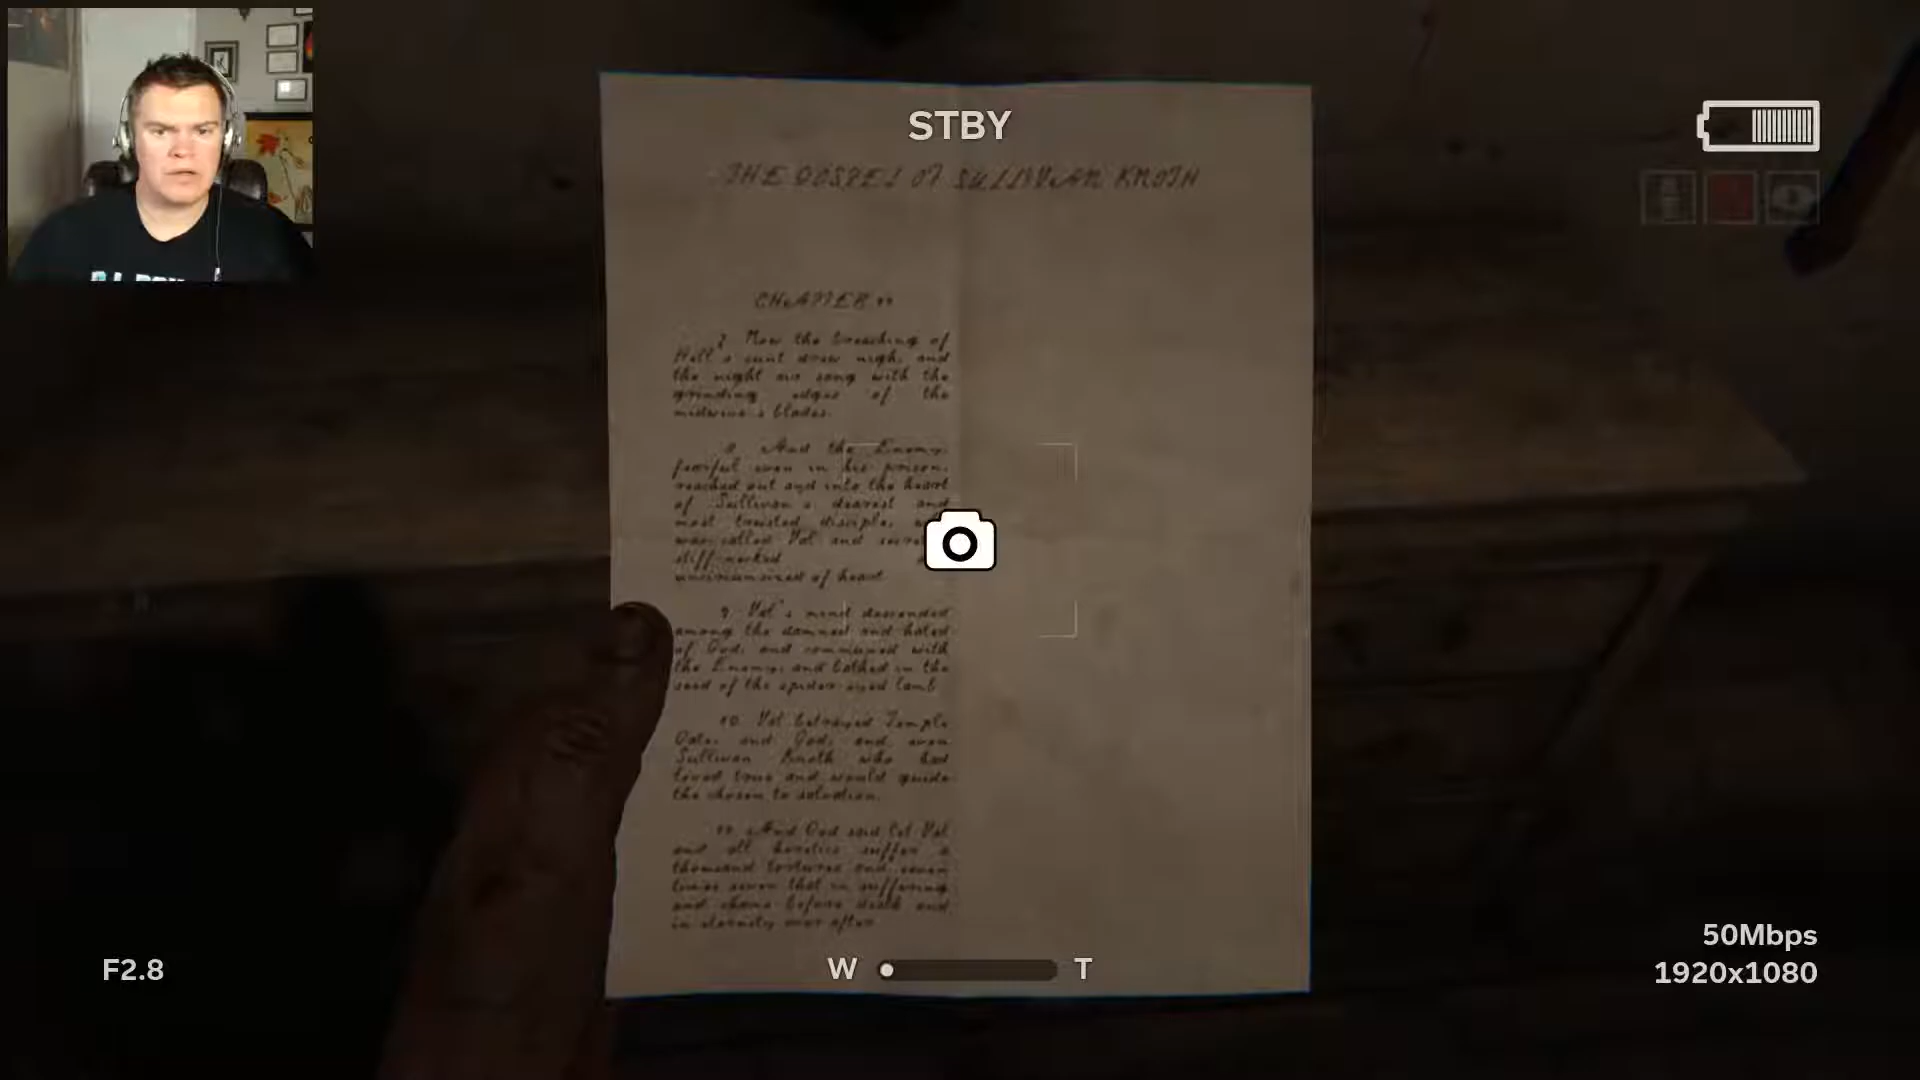 STBY
THE GOSPEL OF SULLIVAN KNOTH
CHAPTER
7. Now the breaching of
Hell's cunt drew nigh, and
the night air sang with the
grinding edges of the
midwive's blades.
8. And the Enemy,
fearful even in his prison,
reached out and into the heart
of Sullivan's dearest and
most trusted disciple,
was called Val and
stiff-necked
uncircumcised of heart
9. Val's mind descended
among the damned and hated
of God, and communed with
the Enemy, and bathed in the
seed of the spider-eyed lamb
10. Val betrayed Temple
Gate, and God, and even
Sullivan Knoth who had
loved true and would guide
the chosen to salvation.
11. And God said let Val
and all heretics suffer a
thousand tortures and seven
times seven that in suffering
and shame before death and
in eternity ever after
F2.8
W
T
50Mbps
1920x1080